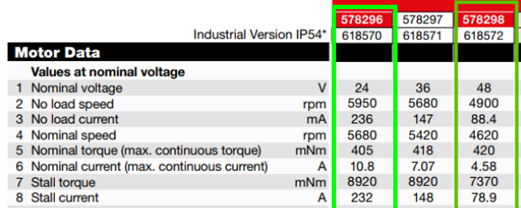 578296 578297 578298
Industrial Version IP54* 618570 618571 618572
Motor Data
Values at nominal voltage
1 Nominal voltage V 24 36 48
2 No load speed rpm 5950 5680 4900
3 No load current mA 236 147 88.4
4 Nominal speed rpm 5680 5420 4620
5 Nominal torque (max. continuous torque) mNm 405 418 420
6 Nominal current (max. continuous current) A 10.8 7.07 4.58
7 Stall torque mNm 8920 8920 7370
8 Stall current A 232 148 78.9